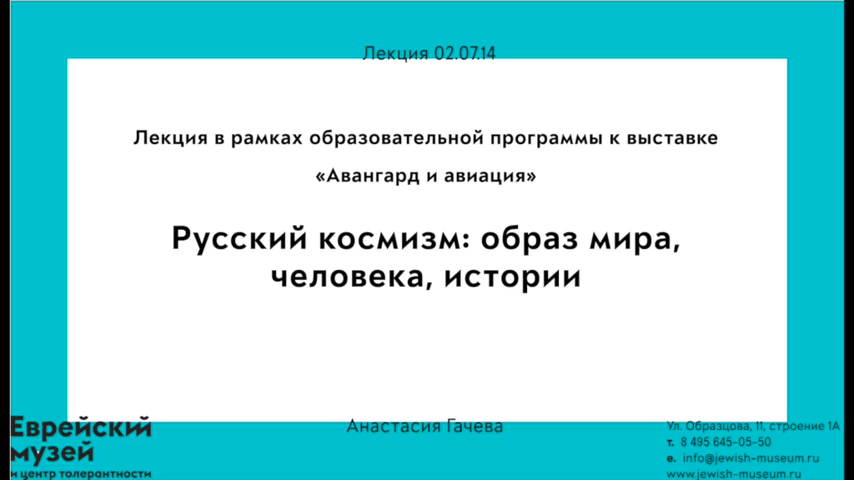 Лекция 02.07.14
Лекция в рамках образовательной программы к выставке
«Авангард и авиация»
Русский космизм: образ мира,
человека, истории
Анастасия Гачева
Еврейский
музей
и центр толерантности
Ул. Образцова, 11, строение 1А
т. 8 495 645-05-50
е. info@jewish-museum.ru
www.jewish-museum.ru